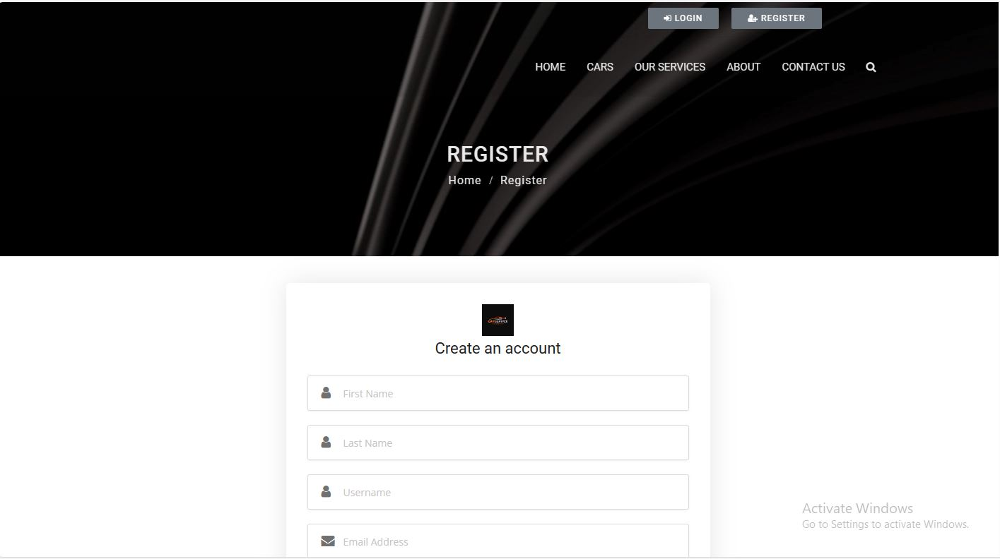 LOGIN
REGISTER
HOME CARS OUR SERVICES ABOUT CONTACT US
REGISTER
Home / Register
Create an account
First Name
Last Name
Username
Email Address
Activate Windows
Go to Settings to activate Windows.